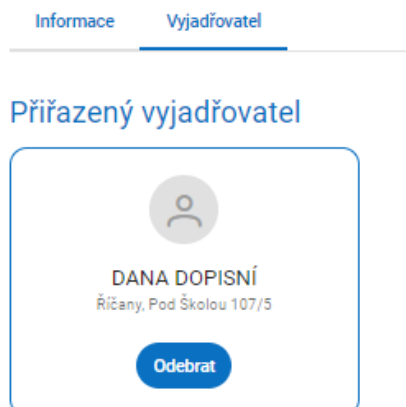 Informace
Vyjadřovatel
Přiřazený vyjadřovatel
DANA DOPISNÍ
Říčany, Pod Školou 107/5
Odebrat